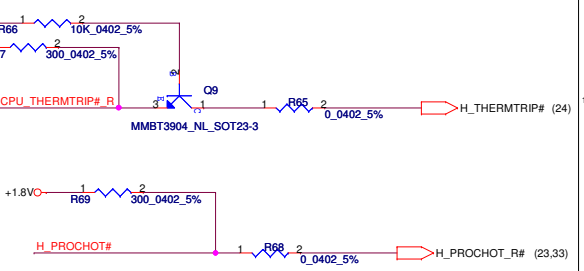 R66 1 2 10K_0402_5%
7 2 300_0402_5%
2 B
Q9
CPU_THERMTRIP#_R 3 E 1 C 1 R65 2 H_THERMTRIP# (24)
0_0402_5%
MMBT3904_NL_SOT23-3
+1.8V 1 2
R69 300_0402_5%
H_PROCHOT# 1 R68 2 H_PROCHOT_R# (23,33)
0_0402_5%